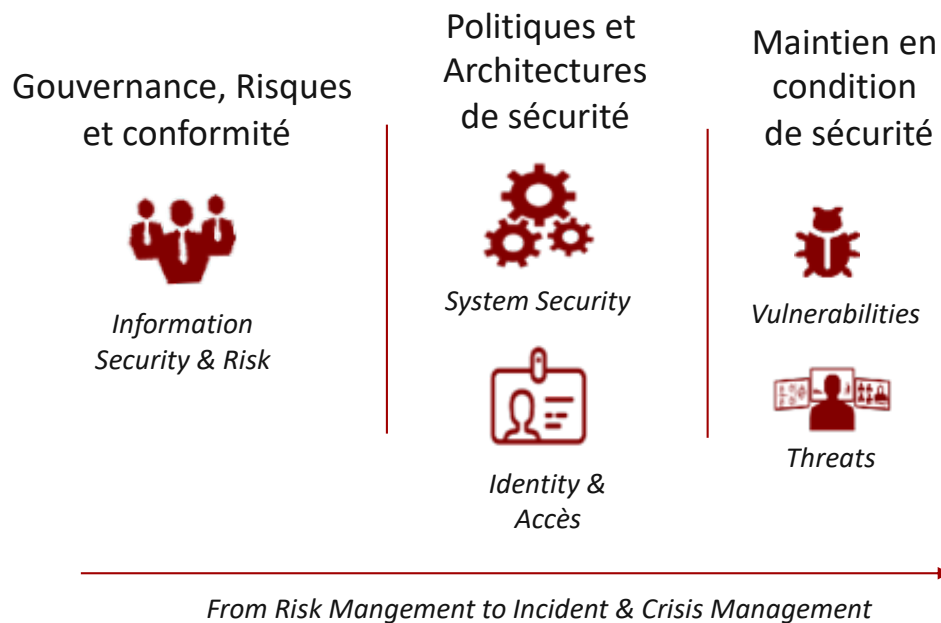 Gouvernance, Risques
et conformité
Information
Security & Risk
Politiques et
Architectures
de sécurité
System Security
Identity &
Accès
Maintien en
condition
de sécurité
Vulnerabilities
Threats
From Risk Mangement to Incident & Crisis Management